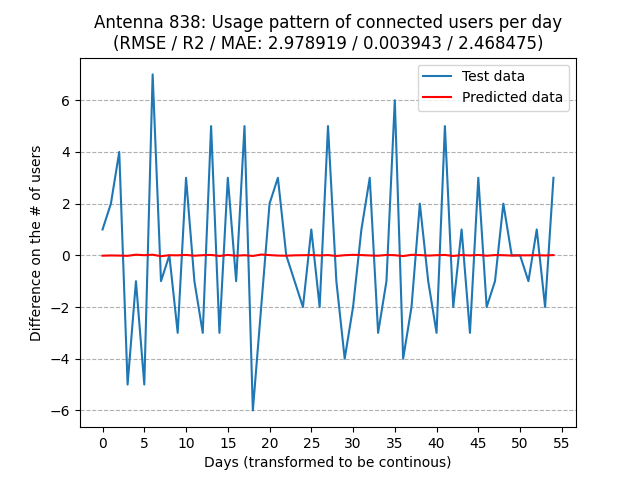 Antenna 838: Usage pattern of connected users per day
(RMSE / R2 / MAE: 2.978919 / 0.003943 / 2.468475)
Test data
Predicted data
Difference on the # of users
6
4
2
0
−2
−4
−6
0 5 10 15 20 25 30 35 40 45 50 55
Days (transformed to be continous)